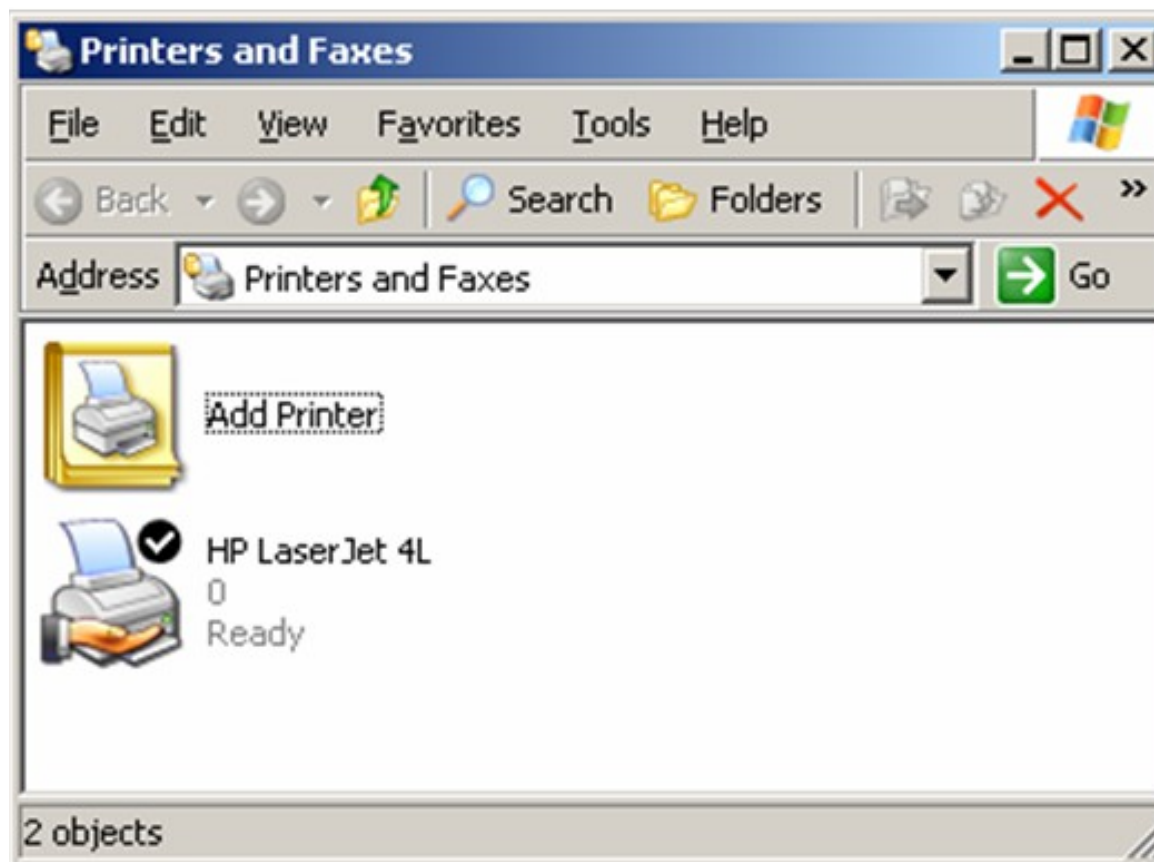 Printers and Faxes
File Edit View Favorites Tools Help
Back Search Folders »
Address Printers and Faxes Go
Add Printer
HP LaserJet 4L
0
Ready
2 objects